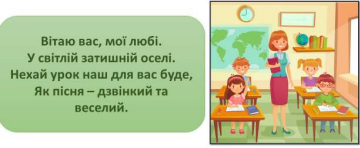 Вітаю вас, мої любі.
У світлій затишній оселі.
Нехай урок наш для вас буде,
Як пісня – дзвінкий та
веселий.